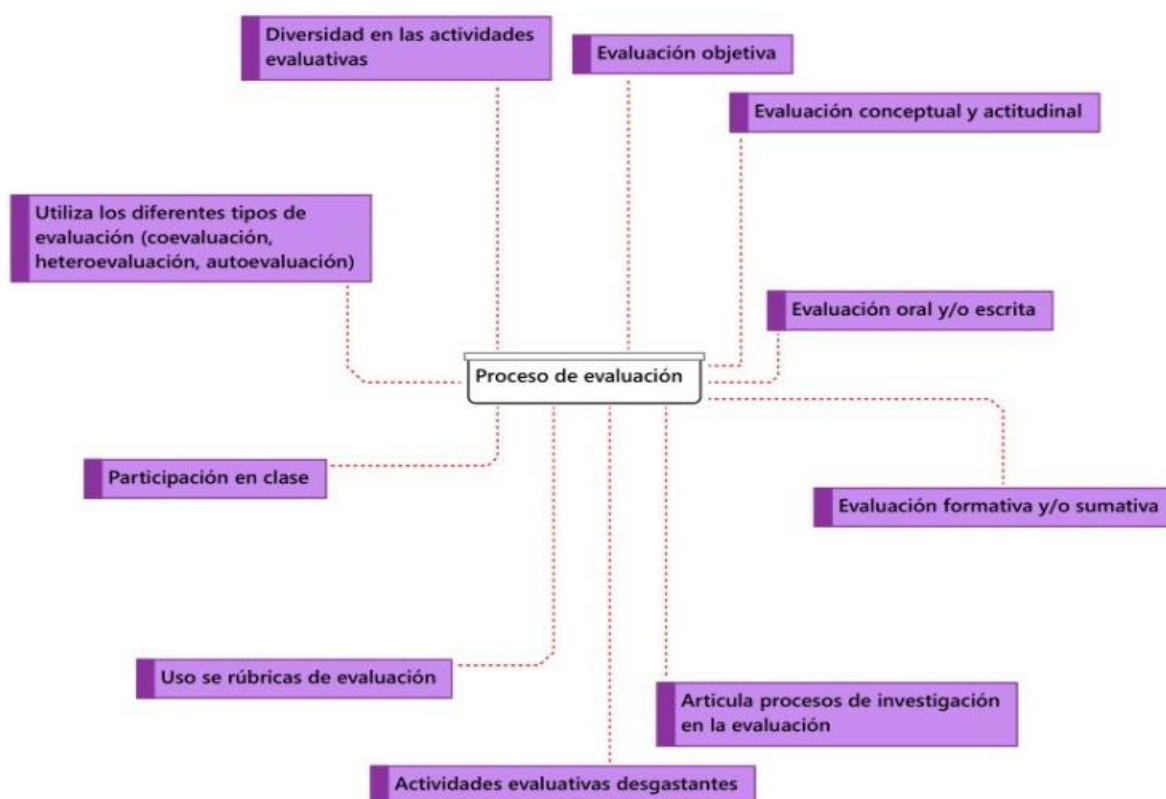 Diversidad en las actividades
evaluativas
Evaluación objetiva
Evaluación conceptual y actitudinal
Utiliza los diferentes tipos de
evaluación (coevaluación,
heteroevaluación, autoevaluación)
Evaluación oral y/o escrita
Proceso de evaluación
Participación en clase
Evaluación formativa y/o sumativa
Uso se rúbricas de evaluación
Articula procesos de investigación
en la evaluación
Actividades evaluativas desgastantes